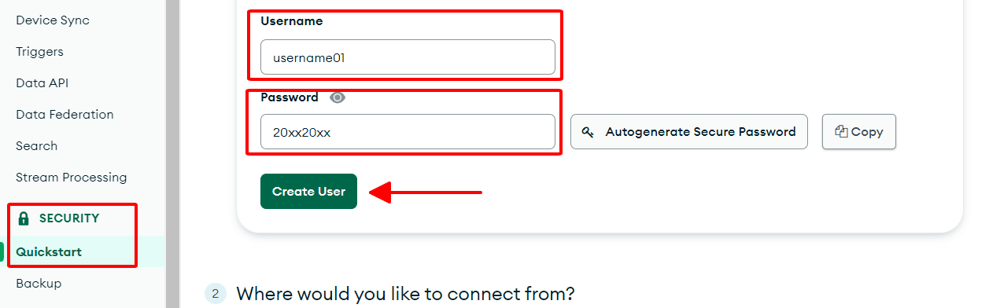 Device Sync
Triggers
Data API
Data Federation
Search
Stream Processing
SECURITY
Quickstart
Backup
Username
username01
Password
20xx20xx
Autogenerate Secure Password
Copy
Create User
2 Where would you like to connect from?